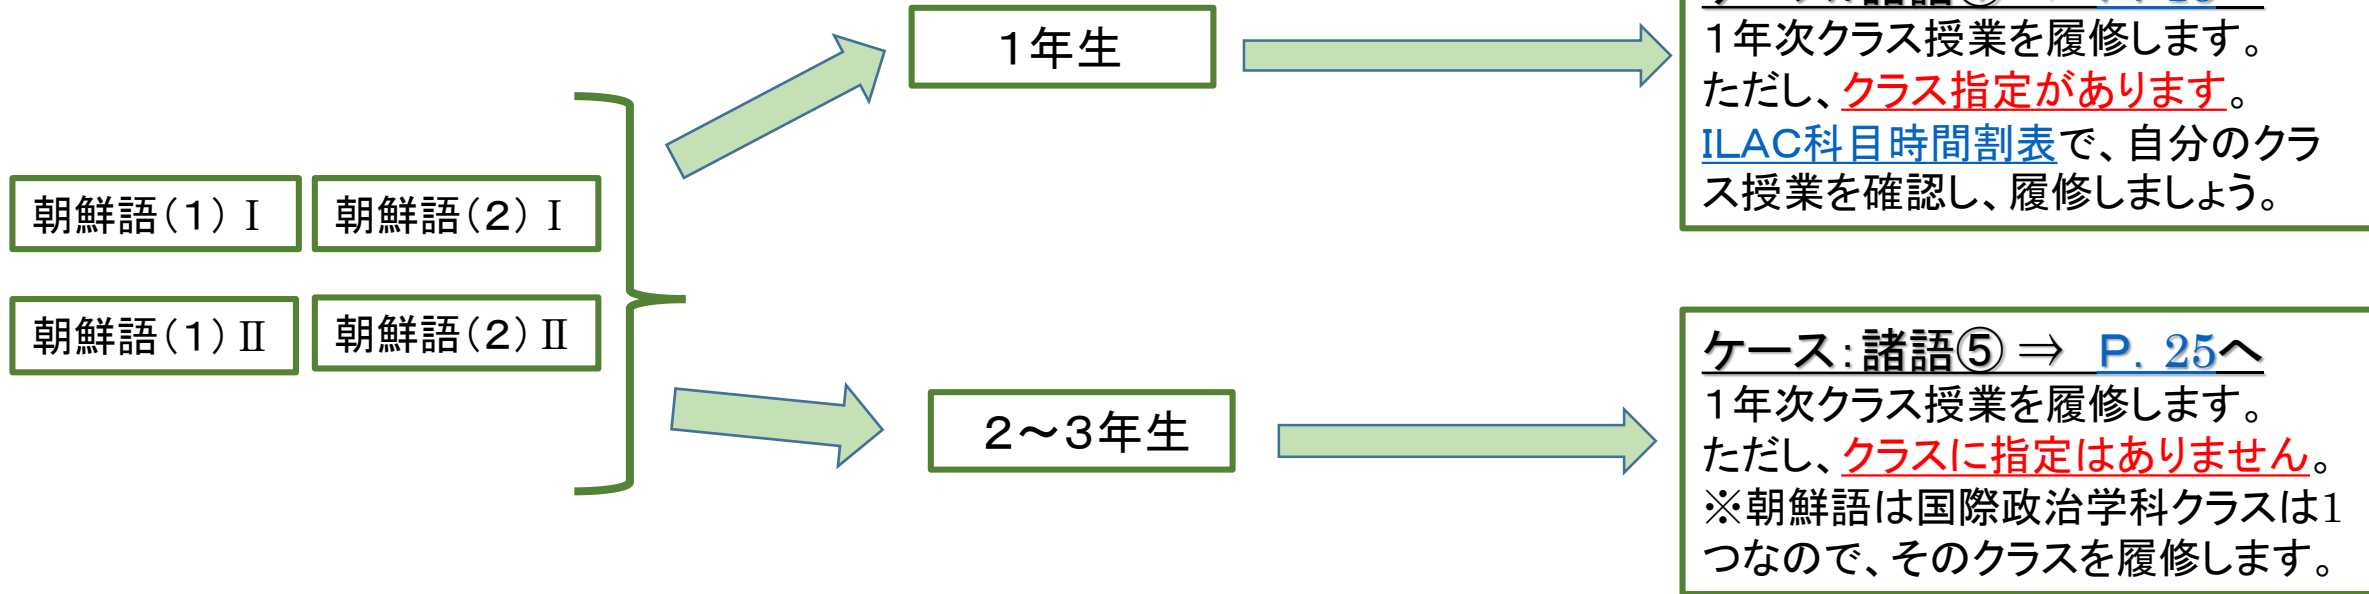 1年生
1年次クラス授業を履修します。
ただし、クラス指定があります。
ILAC科目時間割表で、自分のクラ
ス授業を確認し、履修しましょう。
朝鮮語(1) Ⅰ
朝鮮語(2) Ⅰ
朝鮮語(1) Ⅱ
朝鮮語(2) Ⅱ
2～3年生
ケース:諸語⑤ ⇒ P. 25へ
1年次クラス授業を履修します。
ただし、クラスに指定はありません。
※朝鮮語は国際政治学科クラスは1
つなので、そのクラスを履修します。